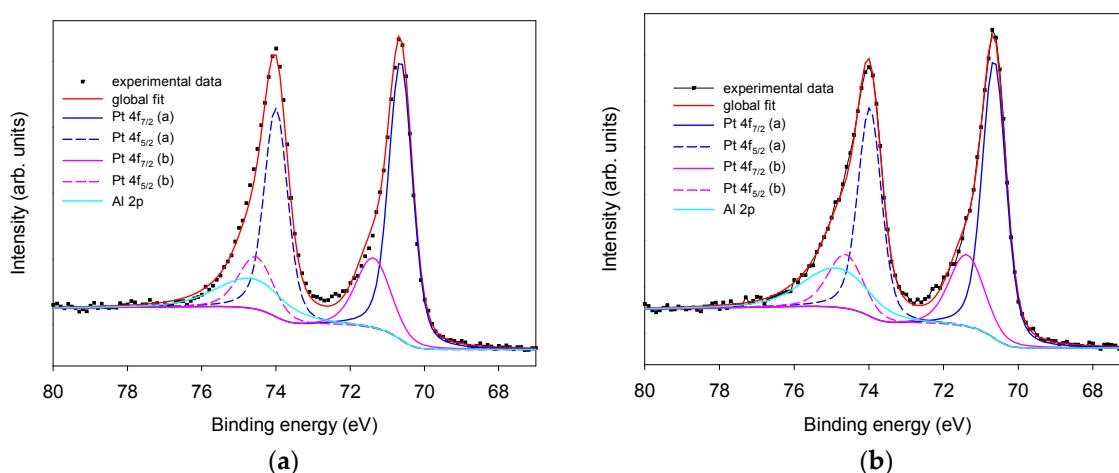 Intensity (arb. units)
experimental data
global fit
Pt 4f7/2 (a)
Pt 4f5/2 (a)
Pt 4f7/2 (b)
Pt 4f5/2 (b)
Al 2p
80 78 76 74 72 70 68
Binding energy (eV)
(a)
Intensity (arb. units)
experimental data
global fit
Pt 4f7/2 (a)
Pt 4f5/2 (a)
Pt 4f7/2 (b)
Pt 4f5/2 (b)
Al 2p
80 78 76 74 72 70 68
Binding energy (eV)
(b)